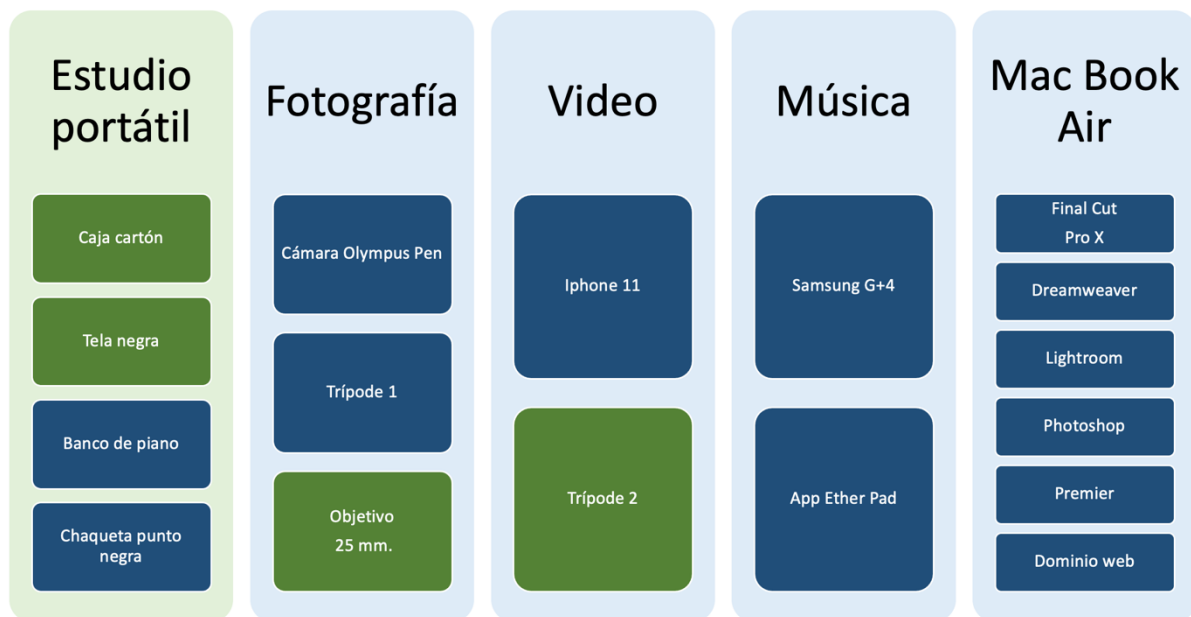 Estudio
portátil
Caja cartón
Tela negra
Banco de piano
Chaqueta punto
negra
Fotografía
Cámara Olympus Pen
Trípode 1
Objetivo
25 mm.
Video
Iphone 11
Trípode 2
Música
Samsung G+4
App Ether Pad
Mac Book
Air
Final Cut
Pro X
Dreamweaver
Lightroom
Photoshop
Premier
Dominio web